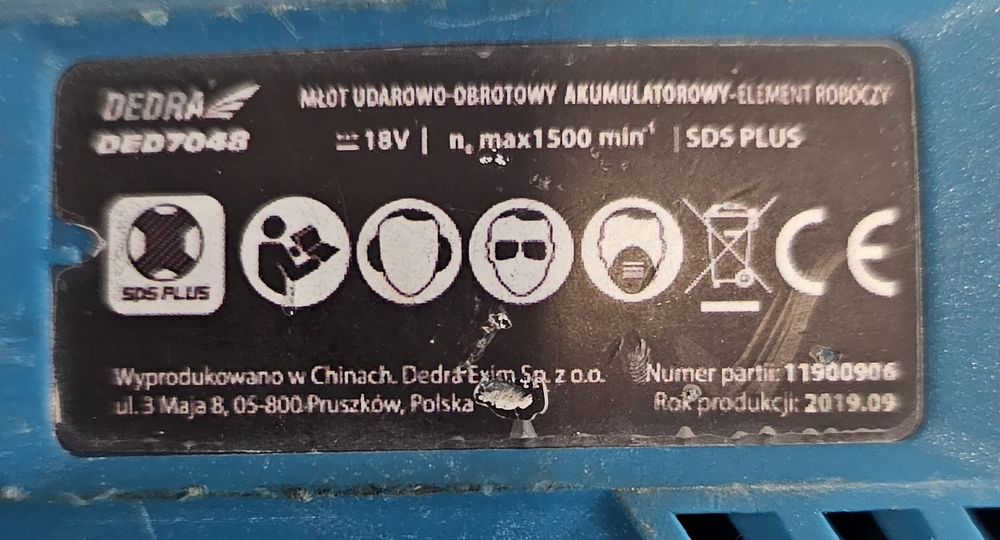 DEDRA
MŁOT UDAROWO-OBROTOWY AKUMULATOROWY-ELEMENT ROBOCZY
DED7048
18V | n₀ max1500 min⁻¹ | SDS PLUS
SDS PLUS
CE
Wyprodukowano w Chinach. Dedra Exim Sp. z o.o.
ul. 3 Maja 8, 05-800 Pruszków, Polska
Numer partii: 11900906
Rok produkcji: 2019.09